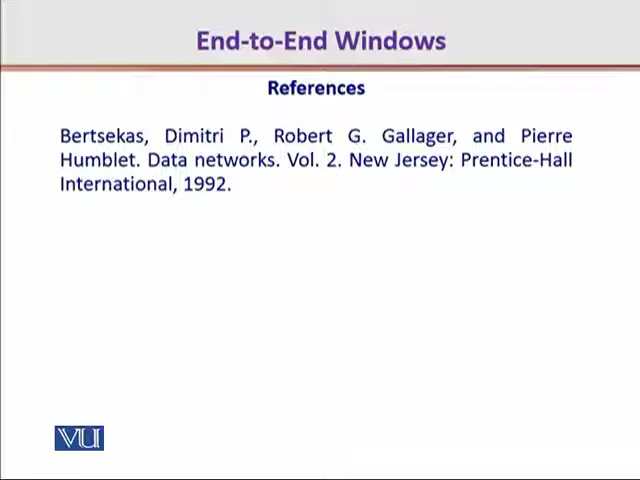 End-to-End Windows
References
Bertsekas, Dimitri P., Robert G. Gallager, and Pierre
Humblet. Data networks. Vol. 2. New Jersey: Prentice-Hall
International, 1992.
VU